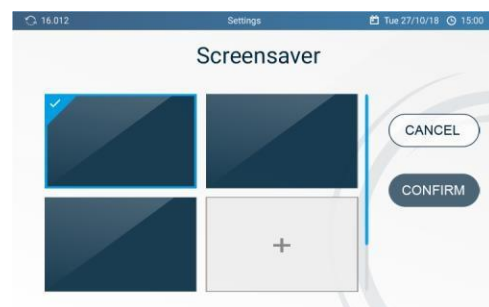 16.012 Settings Tue 27/10/18 15:00
Screensaver
CANCEL
CONFIRM
+